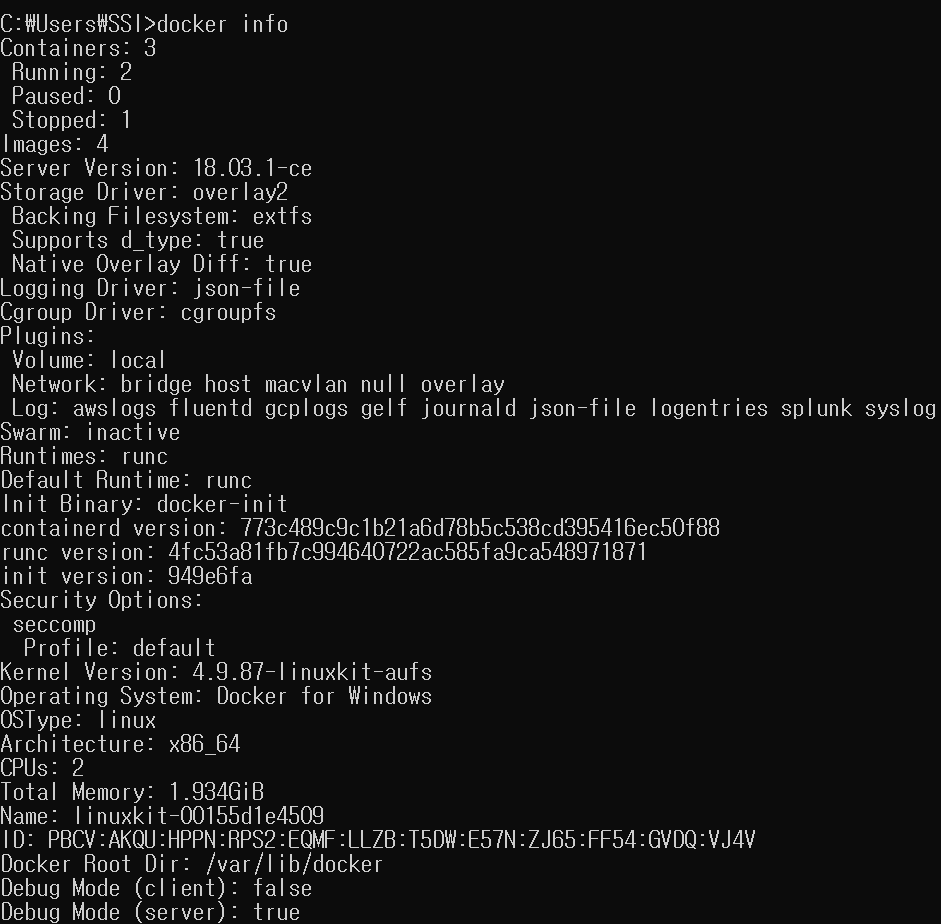 C:₩Users₩SSI>docker info
Containers: 3
 Running: 2
 Paused: 0
 Stopped: 1
Images: 4
Server Version: 18.03.1-ce
Storage Driver: overlay2
 Backing Filesystem: extfs
 Supports d_type: true
 Native Overlay Diff: true
Logging Driver: json-file
Cgroup Driver: cgroupfs
Plugins:
 Volume: local
 Network: bridge host macvlan null overlay
 Log: awslogs fluentd gcplogs gelf journald json-file logentries splunk syslog
Swarm: inactive
Runtimes: runc
Default Runtime: runc
Init Binary: docker-init
containerd version: 773c489c9c1b21a6d78b5c538cd395416ec50f88
runc version: 4fc53a81fb7c994640722ac585fa9ca548971871
init version: 949e6fa
Security Options:
 seccomp
  Profile: default
Kernel Version: 4.9.87-linuxkit-aufs
Operating System: Docker for Windows
OSType: linux
Architecture: x86_64
CPUs: 2
Total Memory: 1.934GiB
Name: linuxkit-00155d1e4509
ID: PBCV:AKQU:HPPN:RPS2:EQMF:LLZB:T5DW:E57N:ZJ65:FF54:GVDQ:VJ4V
Docker Root Dir: /var/lib/docker
Debug Mode (client): false
Debug Mode (server): true